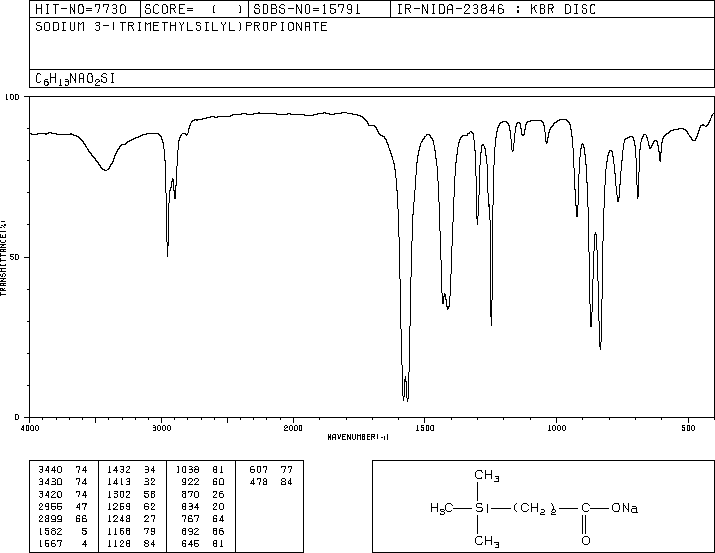 HIT-NO=7730 SCORE= ( ) SDBS-NO=15791 IR-NIDA-23846 : KBR DISC
SODIUM 3-(TRIMETHYLSILYL)PROPIONATE
C6H13NAO2SI
100
50
0
TRANSMITTANCE(%)
4000 3000 2000 1500 1000 500
WAVENUMBER(-1)
3440 74 1432 34 1038 81 607 77
3430 74 1413 32 922 60 478 84
3420 74 1302 58 870 26
2955 47 1259 62 834 20
2899 66 1248 27 767 64
1582 5 1168 79 692 66
1567 4 1128 84 645 81
CH3
H3C Si (CH2)2 C ONa
CH3 O